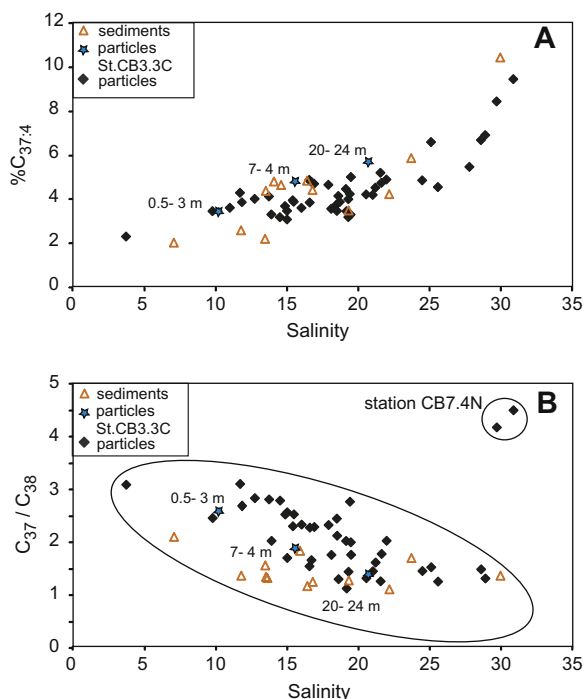 12
10
8
6
4
2
0
%C37:4
sediments
particles
St.CB3.3C
particles
A
20- 24 m
7- 4 m
0.5- 3 m
0 5 10 15 20 25 30 35
Salinity
5
4
3
2
1
0
C37 / C38
sediments
particles
St.CB3.3C
particles
B
station CB7.4N
0.5- 3 m
7- 4 m
20- 24 m
0 5 10 15 20 25 30 35
Salinity